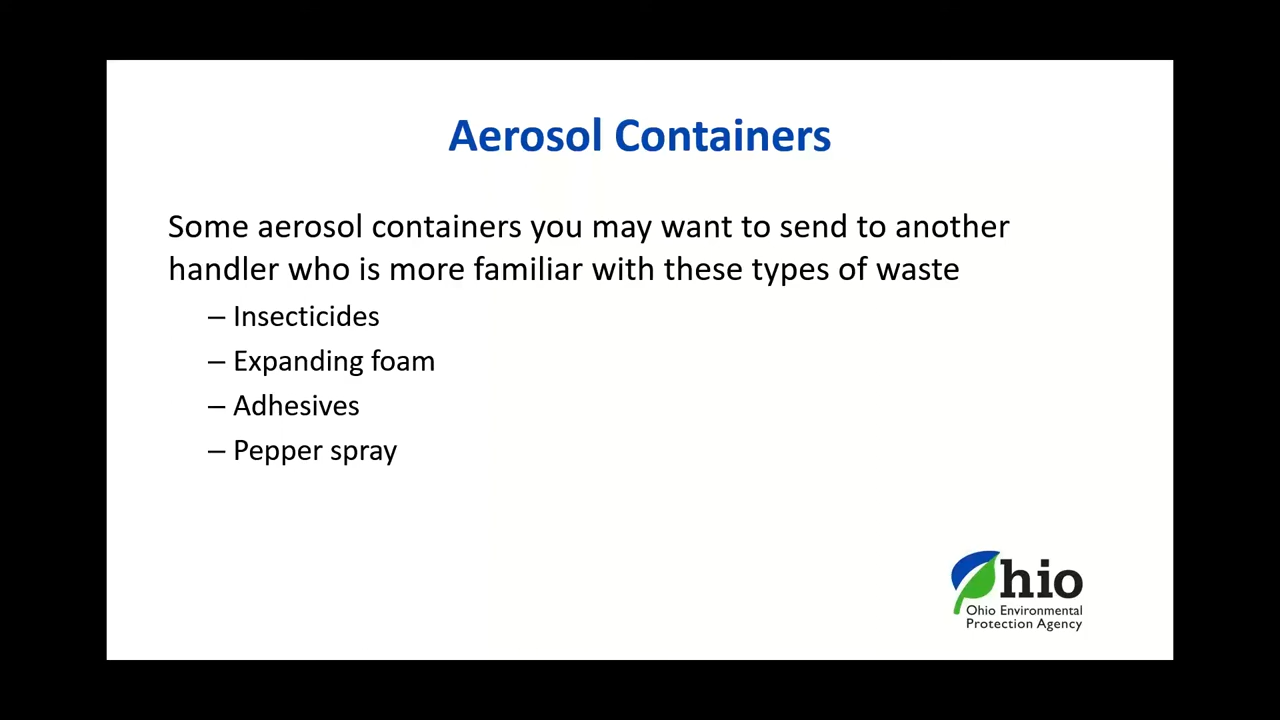 Aerosol Containers
Some aerosol containers you may want to send to another
handler who is more familiar with these types of waste
– Insecticides
– Expanding foam
– Adhesives
– Pepper spray
Ohio
Ohio Environmental
Protection Agency